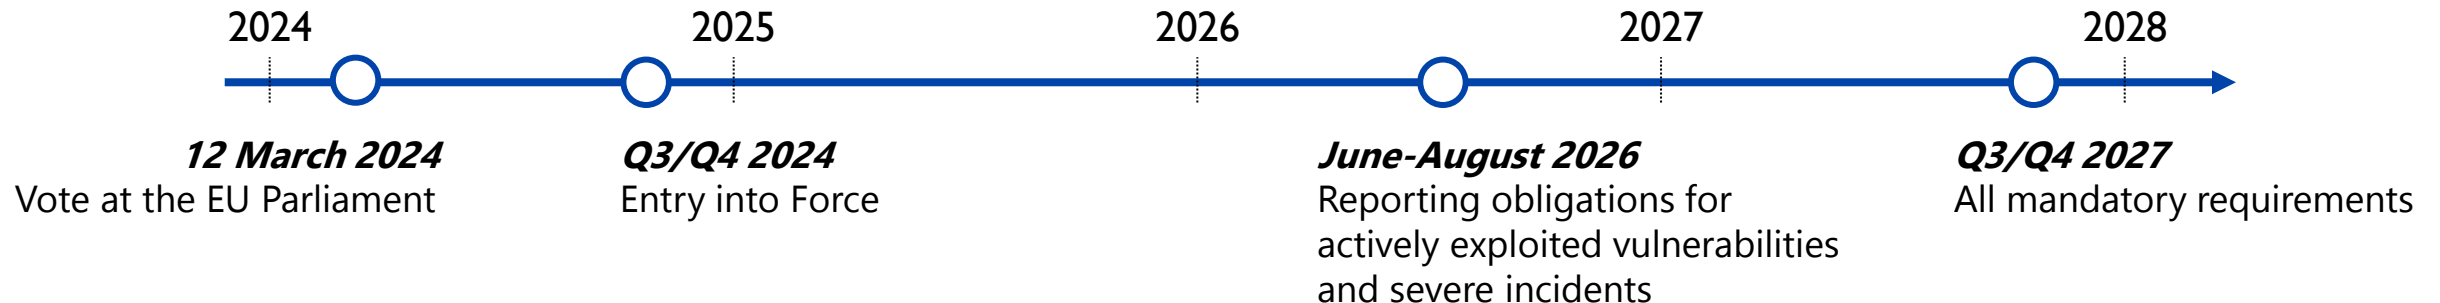 2024
2025
2026
2027
2028
12 March 2024
Vote at the EU Parliament
Q3/Q4 2024
Entry into Force
June-August 2026
Reporting obligations for
actively exploited vulnerabilities
and severe incidents
Q3/Q4 2027
All mandatory requirements